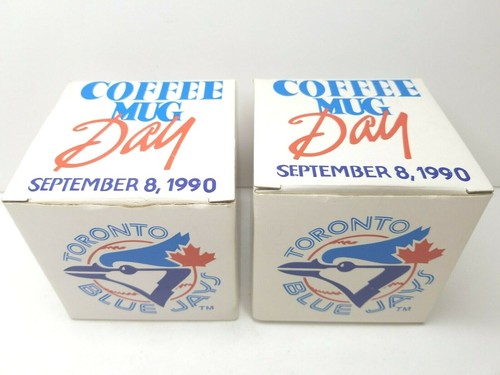 COFFEE
MUG
Day
SEPTEMBER 8, 1990
TORONTO
BLUE JAYS TM
COFFEE
MUG
Day
SEPTEMBER 8, 1990
TORONTO
BLUE JAYS TM